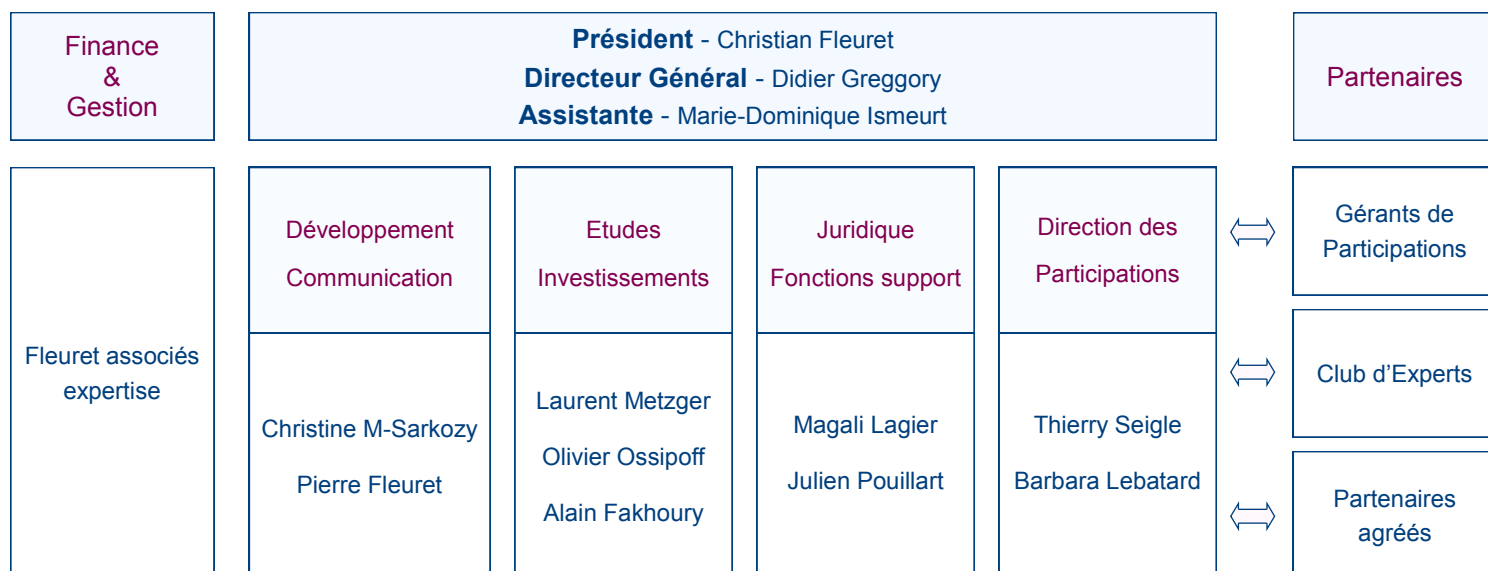 Finance
&
Gestion
Président - Christian Fleuret
Directeur Général - Didier Greggory
Assistante - Marie-Dominique Ismeurt
Partenaires
Fleuret associés
expertise
Développement
Communication
Christine M-Sarkozy
Pierre Fleuret
Etudes
Investissements
Laurent Metzger
Olivier Ossipoff
Alain Fakhoury
Juridique
Fonctions support
Magali Lagier
Julien Pouillart
Direction des
Participations
Thierry Seigle
Barbara Lebatard
Gérants de
Participations
Club d’Experts
Partenaires
agréés